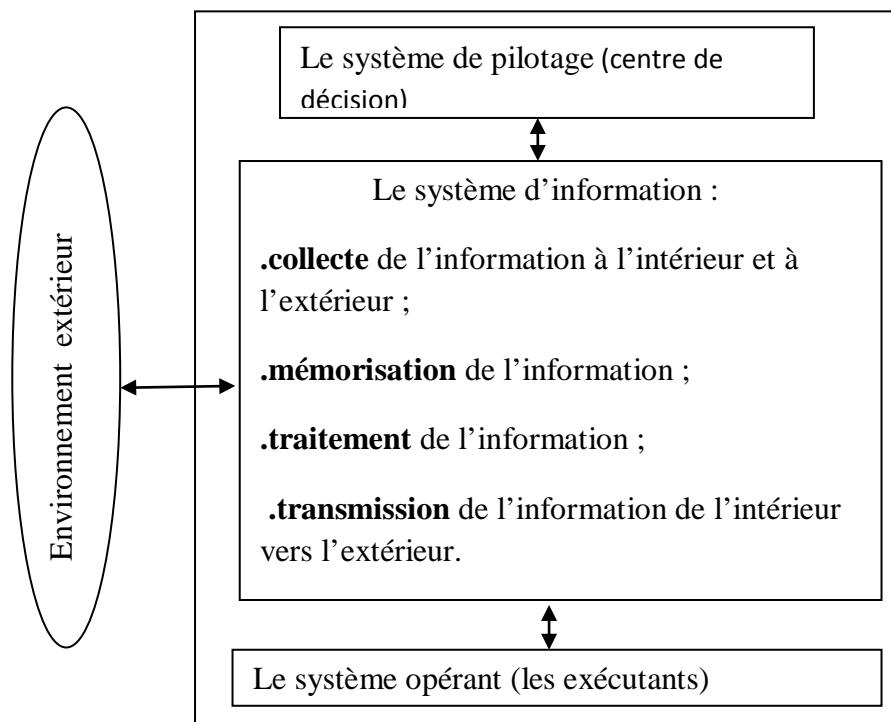 Le système de pilotage (centre de
décision)
Le système d’information :
.collecte de l’information à l’intérieur et à
l’extérieur ;
.mémorisation de l’information ;
.traitement de l’information ;
.transmission de l’information de l’intérieur
vers l’extérieur.
Le système opérant (les exécutants)
Environnement extérieur